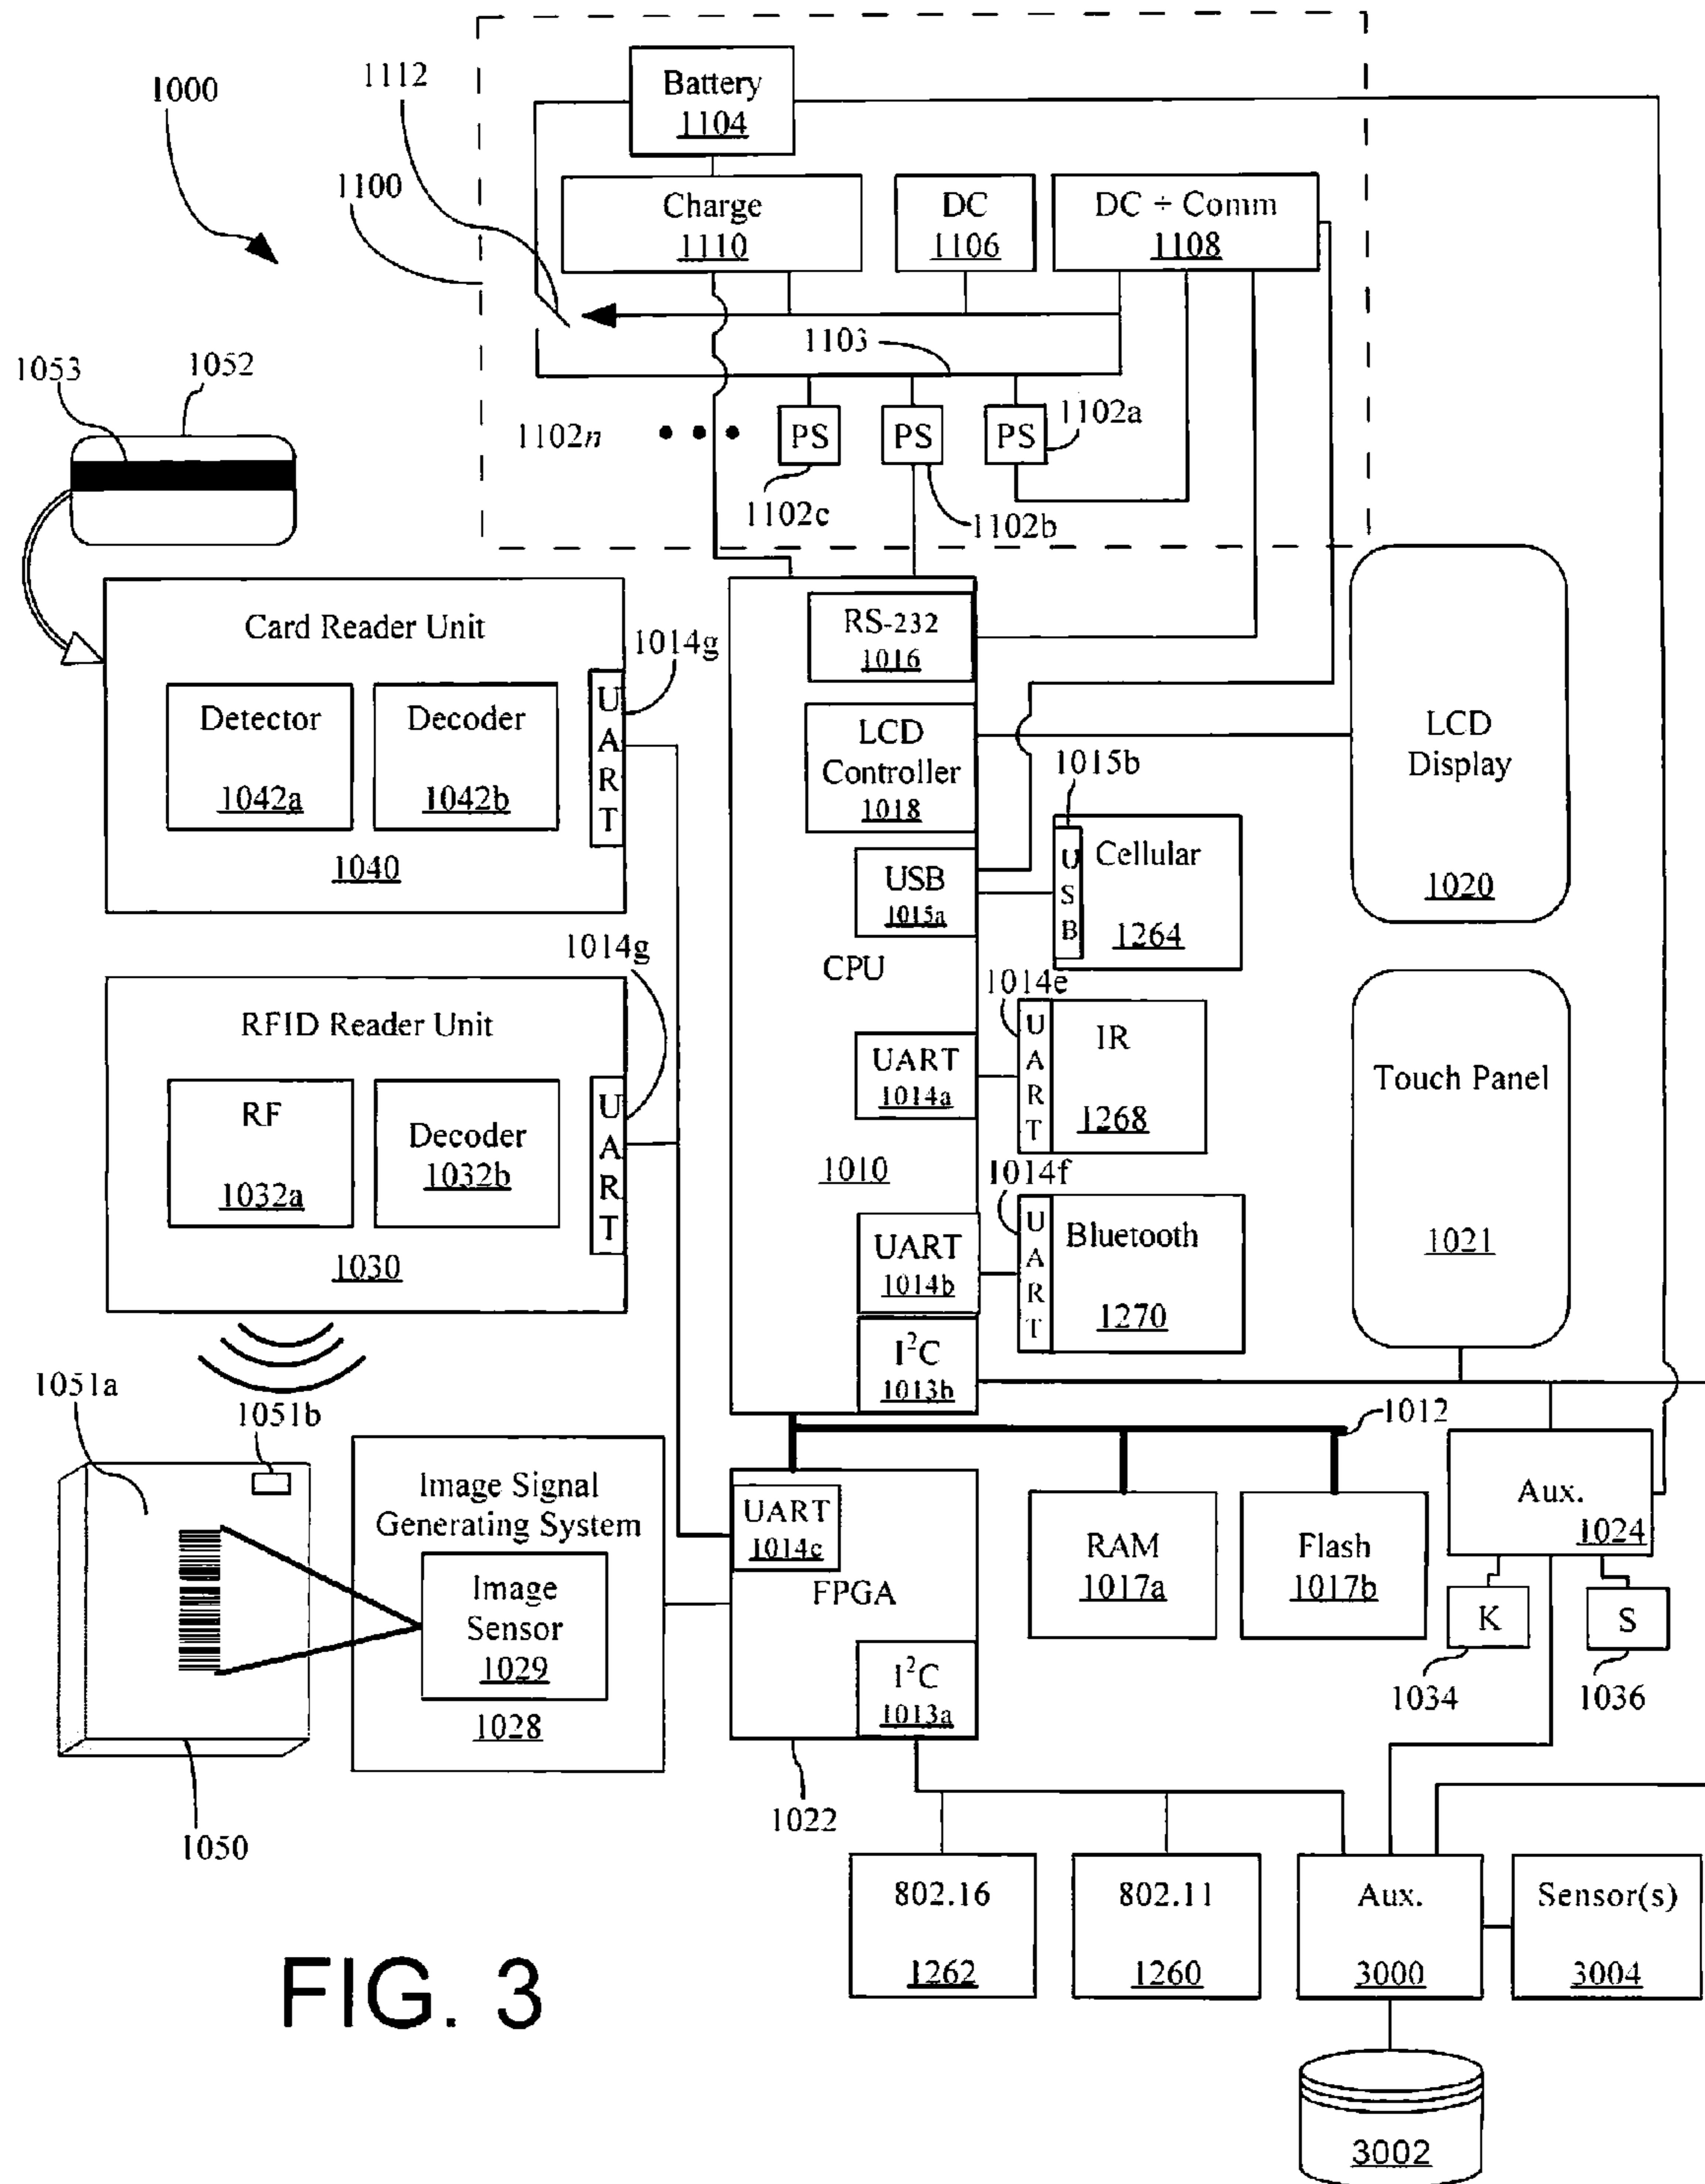 1000
1112
1100
Battery
1104
Charge
1110
DC
1106
DC + Comm
1108
1103
1102n
PS
PS
PS
1102a
1102c
1102b
1053
1052
Card Reader Unit
Detector
1042a
Decoder
1042b
UART
1014g
1040
RFID Reader Unit
RF
1032a
Decoder
1032b
UART
1014g
1030
RS-232
1016
LCD
Controller
1018
USB
1015a
CPU
UART
1014a
1010
UART
1014b
I²C
1013b
1015b
USB
Cellular
1264
1014e
UART
IR
1268
1014f
UART
Bluetooth
1270
LCD
Display
1020
Touch Panel
1021
1012
1051a
1051b
1050
Image Signal
Generating System
Image
Sensor
1029
1028
UART
1014c
FPGA
I²C
1013a
1022
RAM
1017a
Flash
1017b
Aux.
1024
K
S
1034
1036
802.16
1262
802.11
1260
Aux.
3000
Sensor(s)
3004
3002
FIG. 3